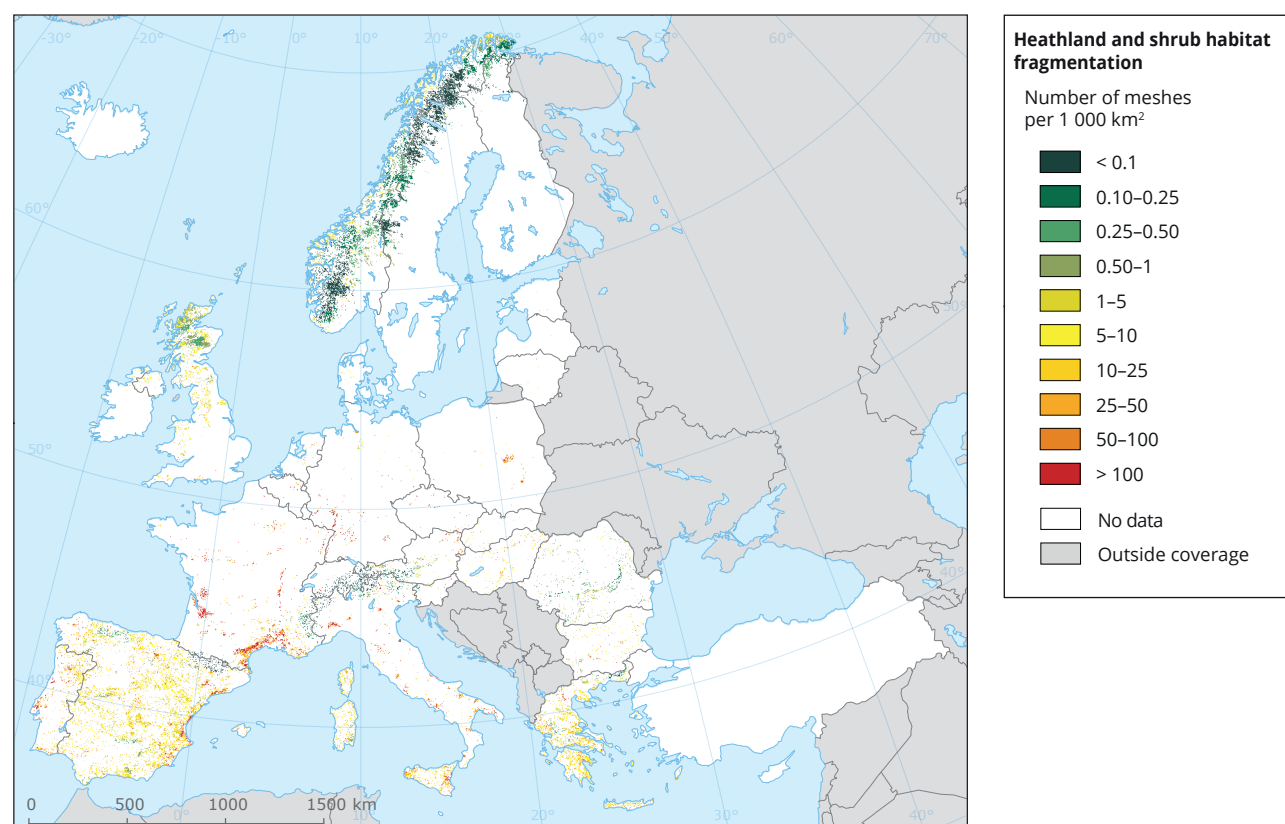 -30° -20° -10° 0° 10° 20° 30° 40° 50° 60° 70°
60°
50°
50°
40°
40°
0 500 1000 1500 km
0° 10° 20° 30° 40°
Heathland and shrub habitat
fragmentation
Number of meshes
per 1 000 km²
< 0.1
0.10–0.25
0.25–0.50
0.50–1
1–5
5–10
10–25
25–50
50–100
> 100
No data
Outside coverage